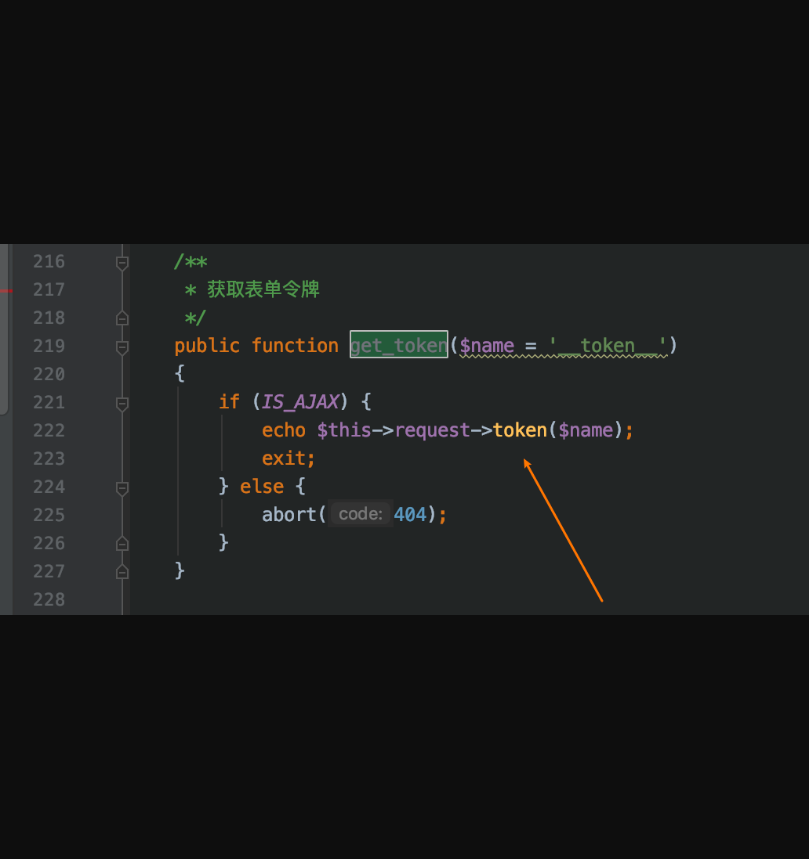 216 /**
217 * 获取表单令牌
218 */
219 public function get_token($name = '__token__')
220 {
221 if (IS_AJAX) {
222 echo $this->request->token($name);
223 exit;
224 } else {
225 abort( code: 404);
226 }
227 }
228